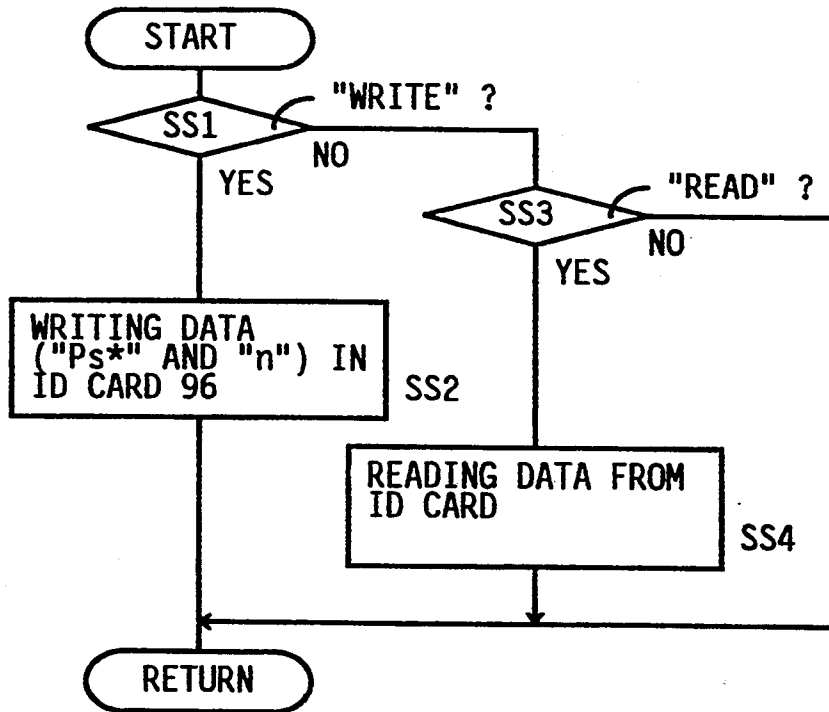 START
"WRITE" ?
SS1
NO
YES
"READ" ?
SS3
NO
YES
WRITING DATA
("Ps*" AND "n") IN
ID CARD 96
SS2
READING DATA FROM
ID CARD
SS4
RETURN